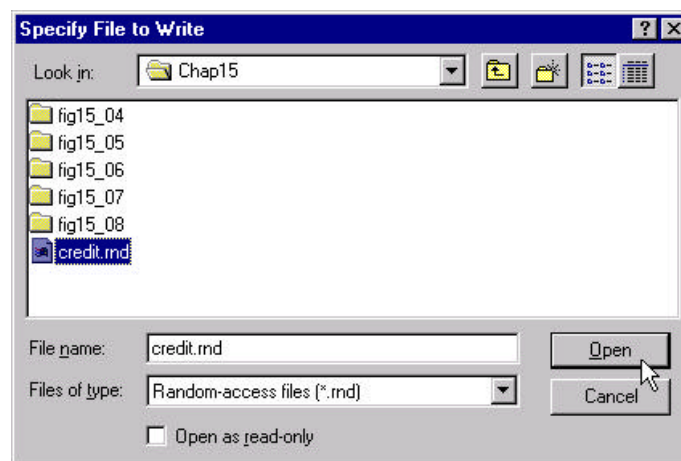 Specify File to Write
Look in: Chap15
fig15_04
fig15_05
fig15_06
fig15_07
fig15_08
credit.rnd
File name: credit.rnd Open
Files of type: Random-access files (*.rnd) Cancel
Open as read-only